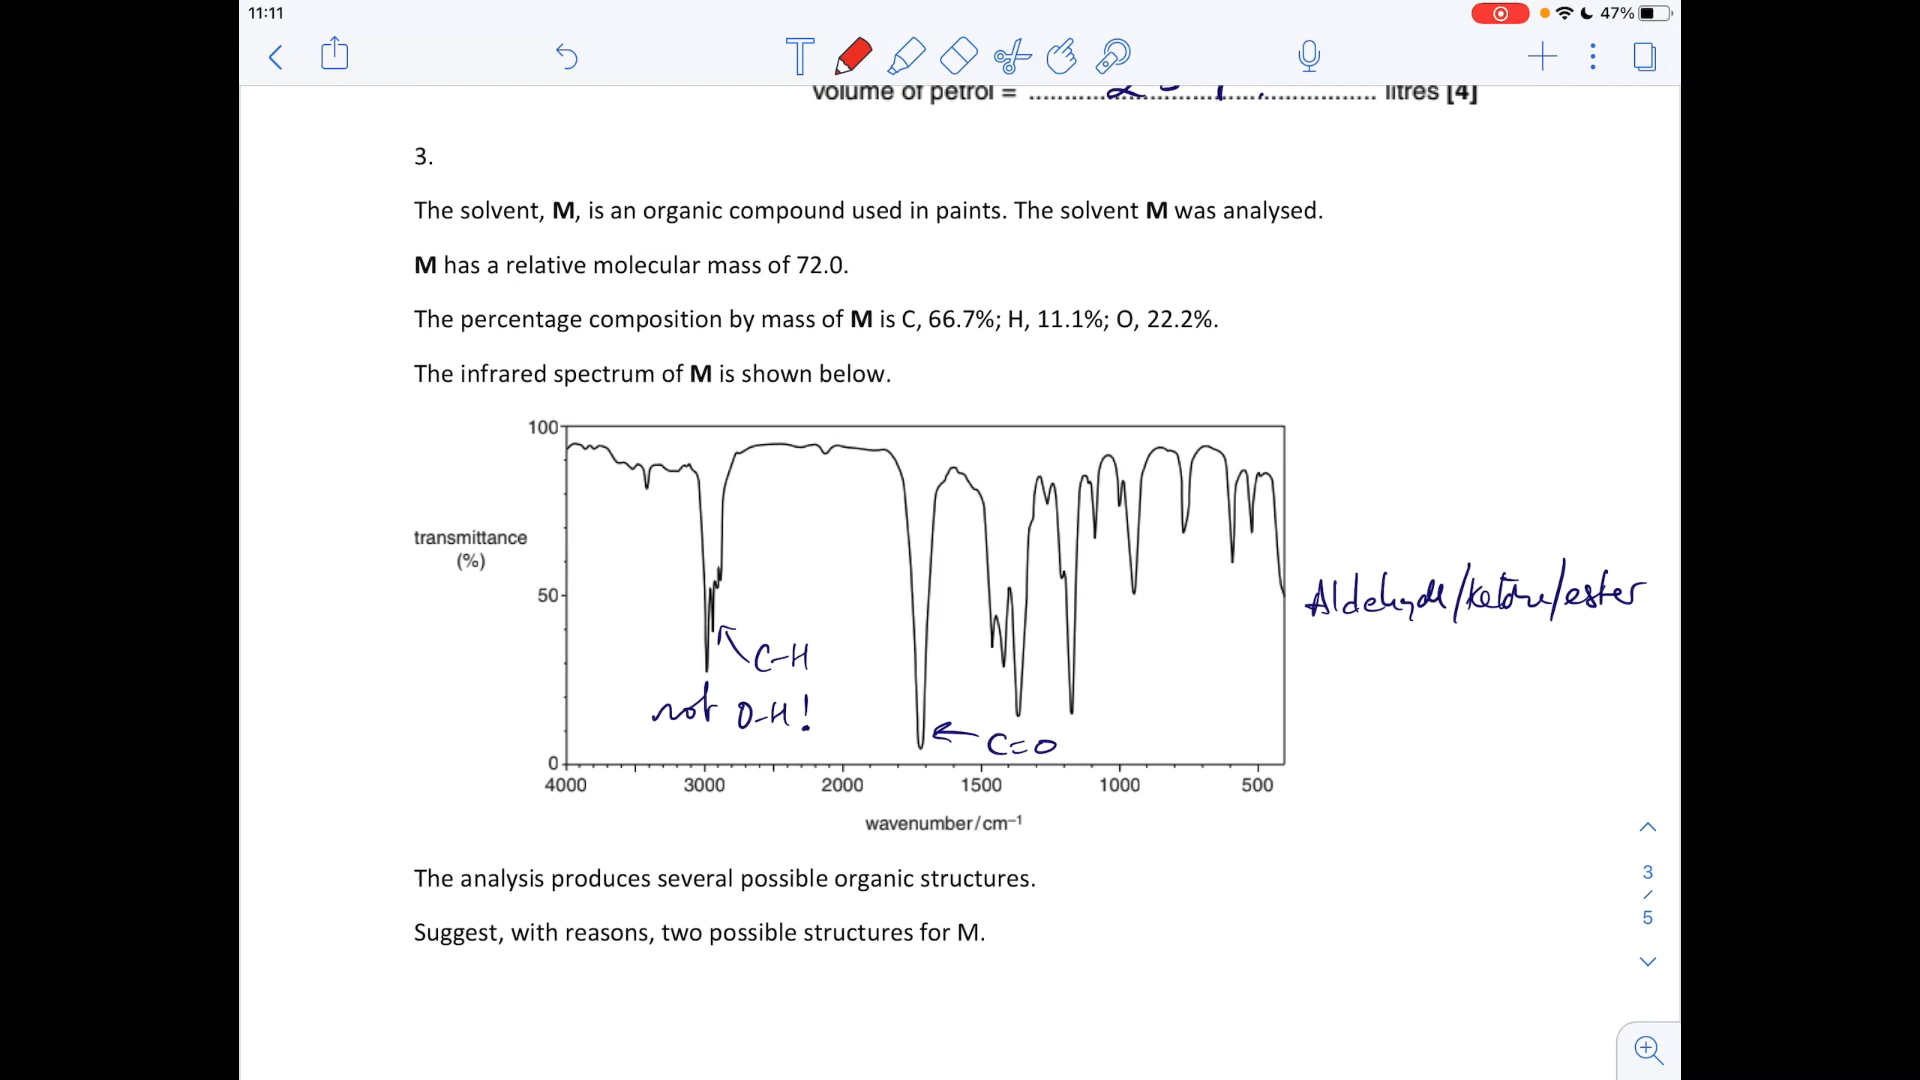 11:11
47%
T
volume of petrol = litres [4]
3.
The solvent, M, is an organic compound used in paints. The solvent M was analysed.
M has a relative molecular mass of 72.0.
The percentage composition by mass of M is C, 66.7%; H, 11.1%; O, 22.2%.
The infrared spectrum of M is shown below.
100
transmittance
(%)
50
Aldehyde/ketone/ester
C-H
not O-H!
C=O
0
4000 3000 2000 1500 1000 500
wavenumber/cm⁻¹
The analysis produces several possible organic structures.
Suggest, with reasons, two possible structures for M.
3
/
5